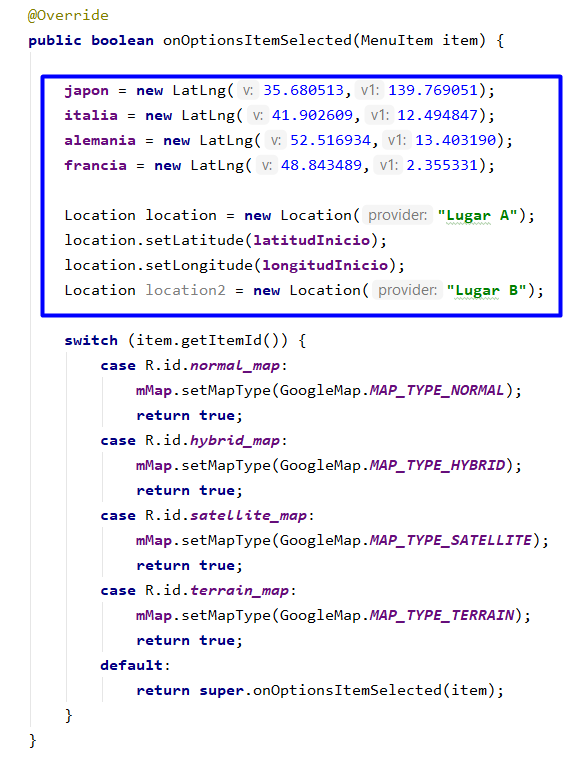 @Override
public boolean onOptionsItemSelected(MenuItem item) {
japon = new LatLng( v: 35.680513, v1: 139.769051);
italia = new LatLng( v: 41.902609, v1: 12.494847);
alemania = new LatLng( v: 52.516934, v1: 13.403190);
francia = new LatLng( v: 48.843489, v1: 2.355331);
Location location = new Location( provider: "Lugar A");
location.setLatitude(latitudInicio);
location.setLongitude(longitudInicio);
Location location2 = new Location( provider: "Lugar B");
switch (item.getItemId()) {
case R.id.normal_map:
mMap.setMapType(GoogleMap.MAP_TYPE_NORMAL);
return true;
case R.id.hybrid_map:
mMap.setMapType(GoogleMap.MAP_TYPE_HYBRID);
return true;
case R.id.satellite_map:
mMap.setMapType(GoogleMap.MAP_TYPE_SATELLITE);
return true;
case R.id.terrain_map:
mMap.setMapType(GoogleMap.MAP_TYPE_TERRAIN);
return true;
default:
return super.onOptionsItemSelected(item);
}
}